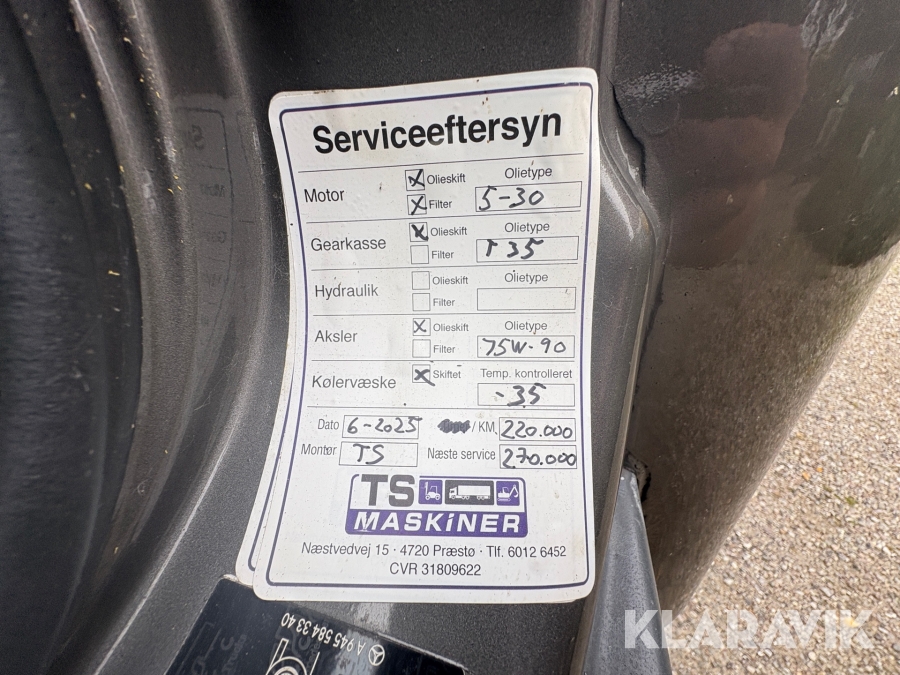 Serviceeftersyn
Motor
X Olieskift Olietype
X Filter 5-30
Gearkasse
X Olieskift Olietype
Filter T 35
Hydraulik
Olieskift Olietype
Filter
Aksler
X Olieskift Olietype
Filter 75W-90
Kølervæske X Skiftet Temp. kontrolleret
-35
Dato 6-2025 / KM. 220.000
Montør TS Næste service 270.000
TS
MASKiNER
Næstvedvej 15 · 4720 Præstø · Tlf. 6012 6452
CVR 31809622
A 945 584 33 40
KLARAVIK